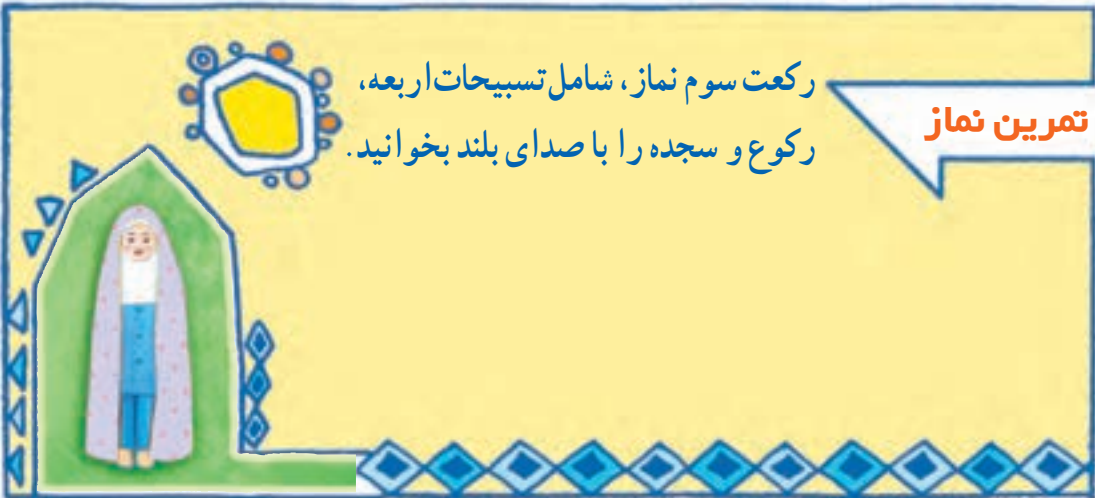 تمرین نماز
رکعت سوم نماز، شامل تسبیحات اربعه،
رکوع و سجده را با صدای بلند بخوانید.